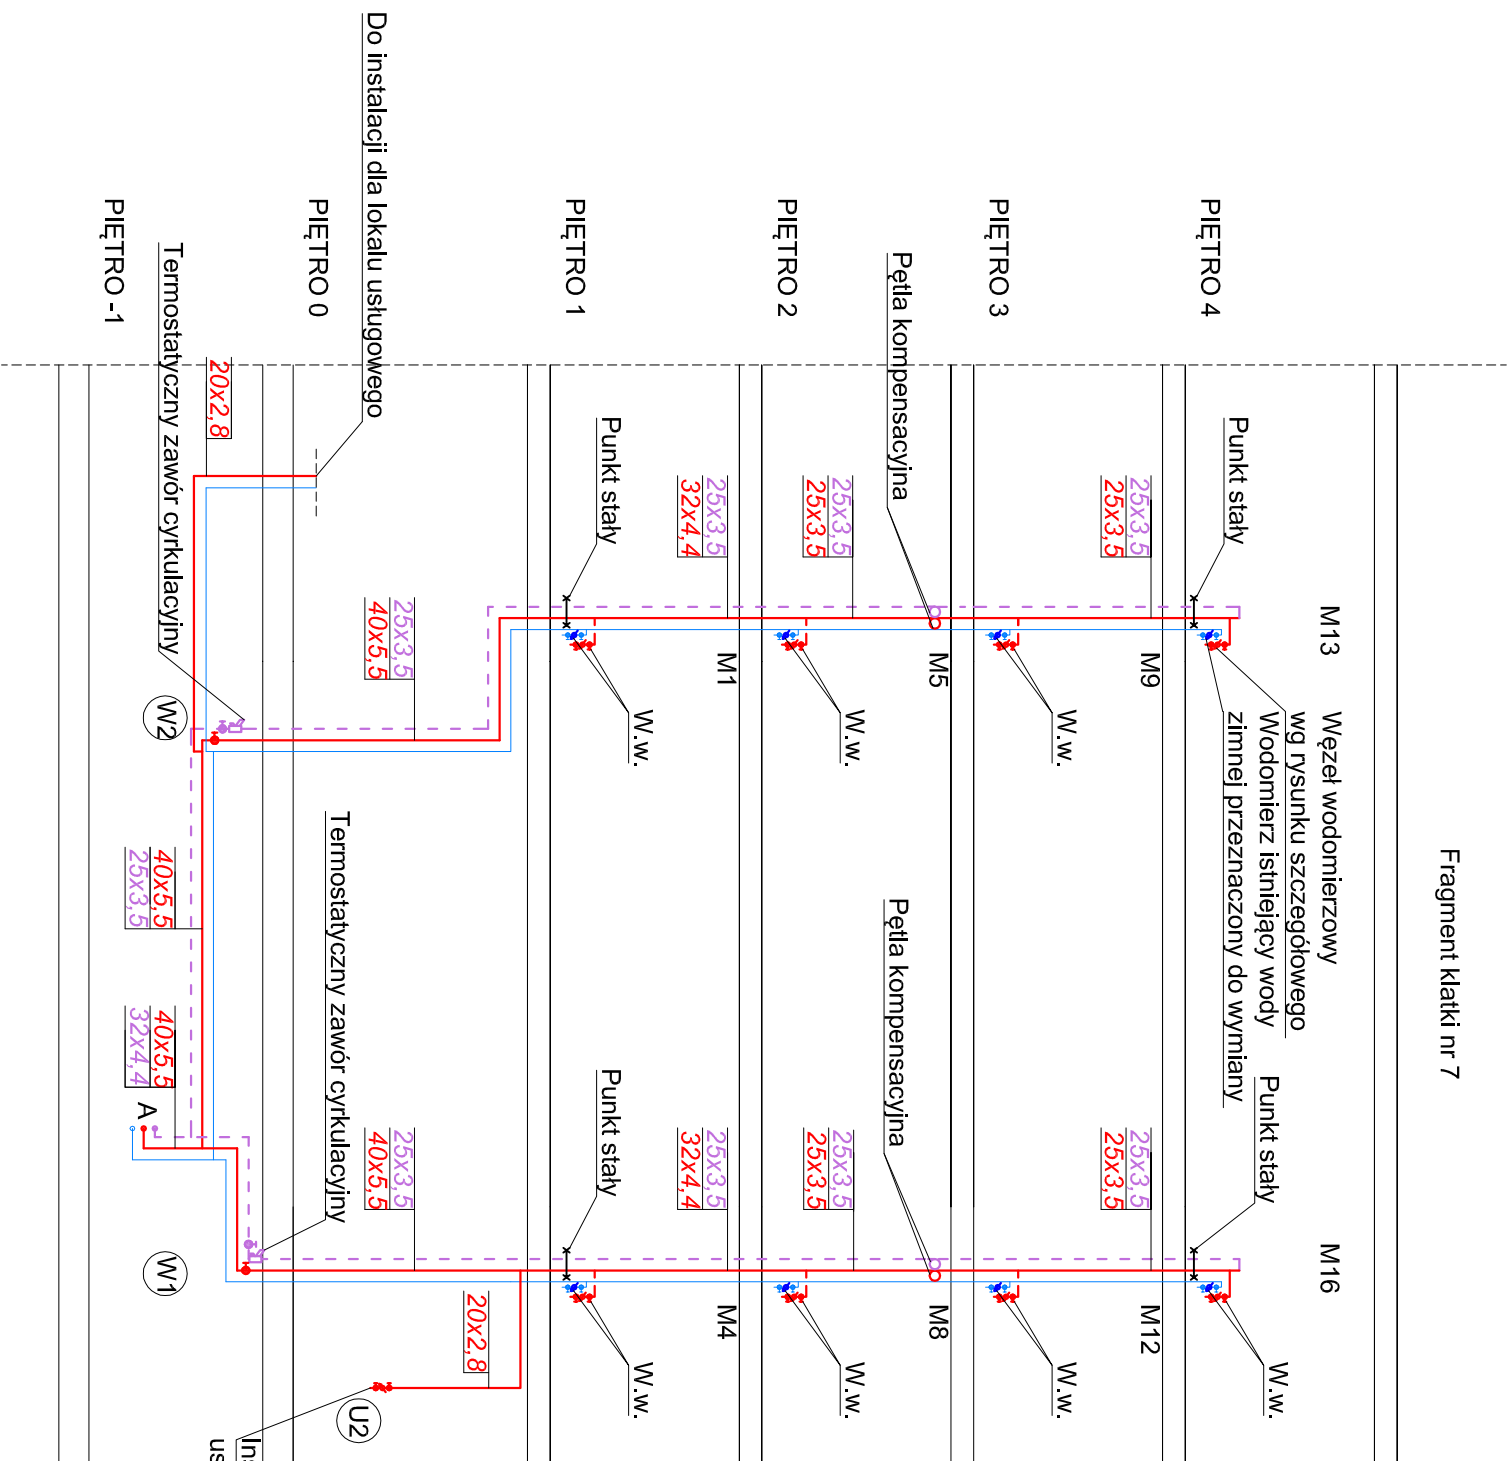 Fragment klatki nr 7
M13
M16
Węzeł wodomierzowy
wg rysunku szczegółowego
Wodomierz istniejący wody
zimnej przeznaczony do wymiany
PIĘTRO 4
Punkt stały
Punkt stały
W.w.
25x3,5
25x3,5
M9
25x3,5
25x3,5
M12
PIĘTRO 3
W.w.
W.w.
Pętla kompensacyjna
M5
Pętla kompensacyjna
M8
25x3,5
25x3,5
25x3,5
25x3,5
PIĘTRO 2
W.w.
W.w.
25x3,5
32x4,4
M1
25x3,5
32x4,4
M4
PIĘTRO 1
Punkt stały
W.w.
Punkt stały
W.w.
20x2,8
25x3,5
40x5,5
25x3,5
40x5,5
Do instalacji dla lokalu usługowego
U2
Termostatyczny zawór cyrkulacyjny
PIĘTRO 0
20x2,8
Termostatyczny zawór cyrkulacyjny
W2
40x5,5
25x3,5
40x5,5
32x4,4
A
W1
PIĘTRO -1